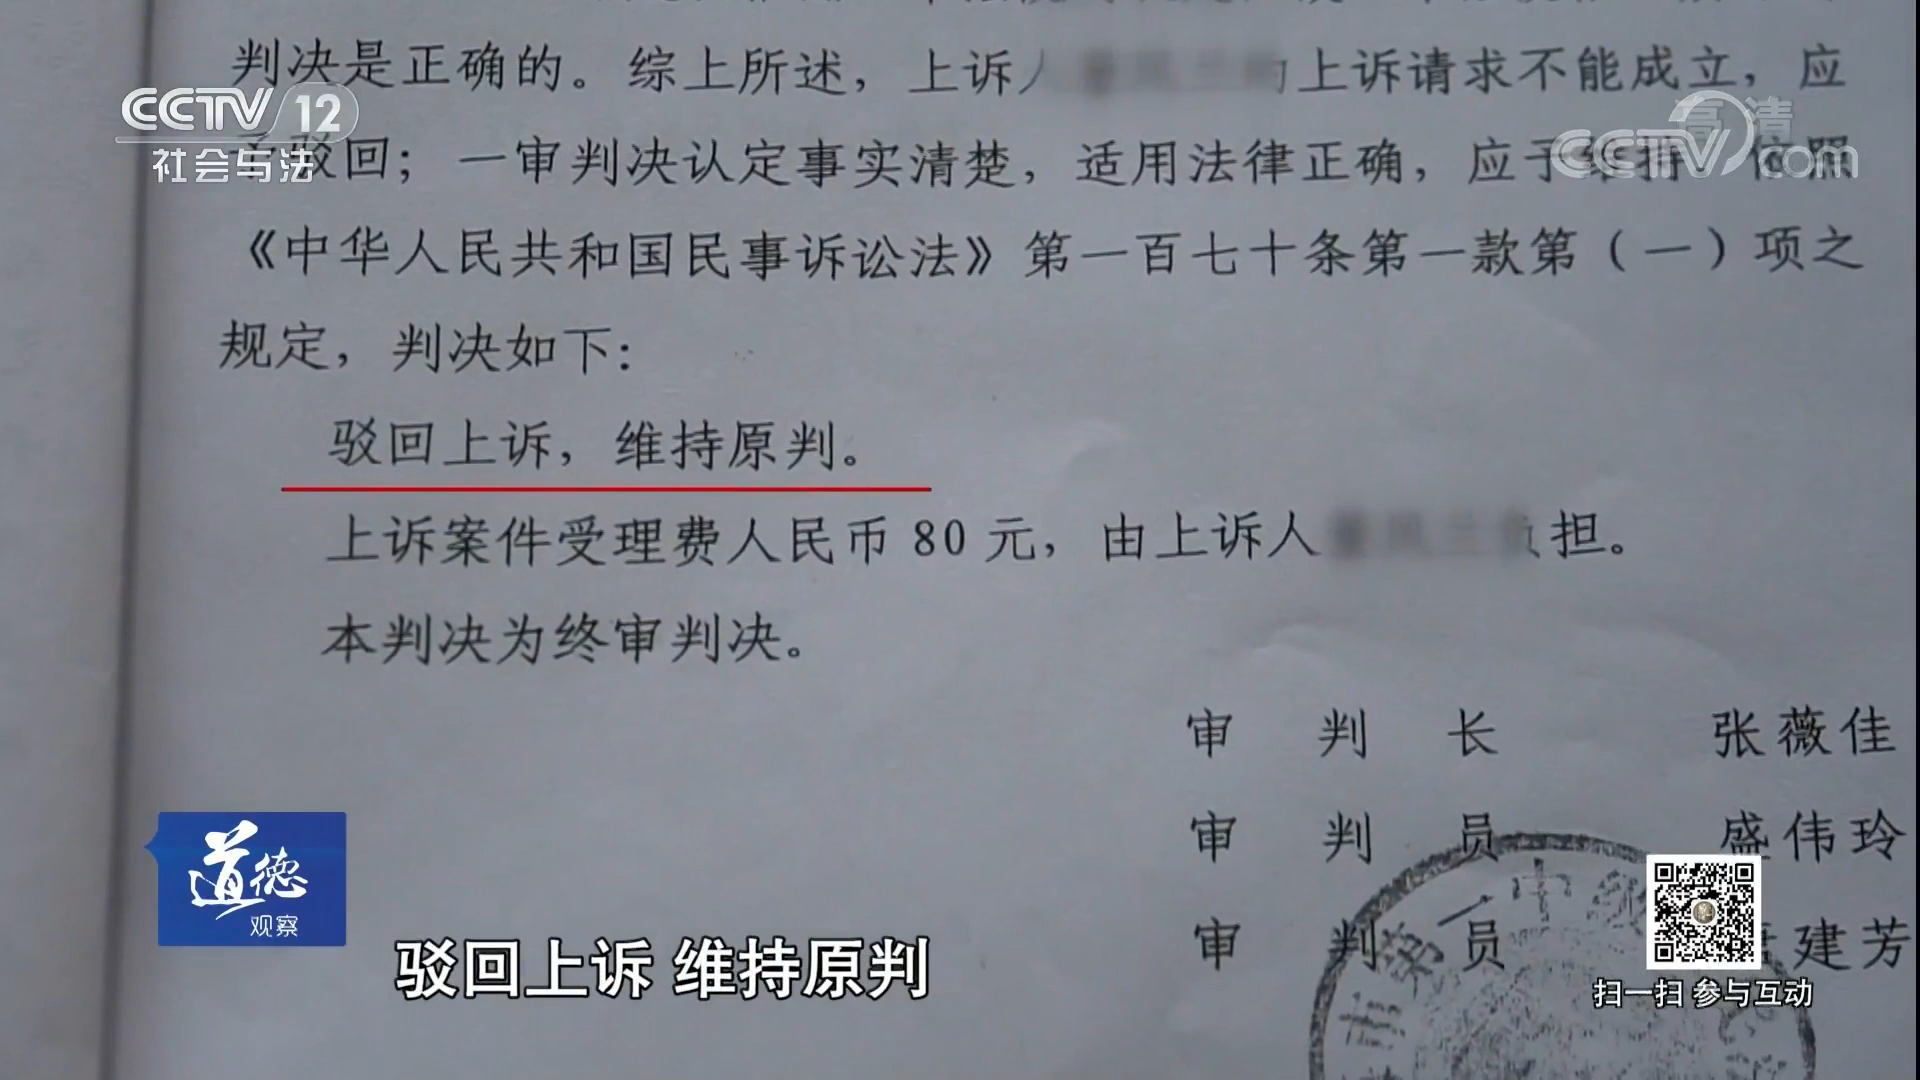 判决是正确的。综上所述，上诉人 的上诉请求不能成立，应
予驳回；一审判决认定事实清楚，适用法律正确，应予维持。依照
《中华人民共和国民事诉讼法》第一百七十条第一款第（一）项之
规定，判决如下：
驳回上诉，维持原判。
上诉案件受理费人民币 80 元，由上诉人 负担。
本判决为终审判决。
审 判 长 张薇佳
审 判 员 盛伟玲
审 判 员 建芳
市第一中
CCTV 12
社会与法
高清
CCTV.com
道德
观察
驳回上诉 维持原判
扫一扫 参与互动